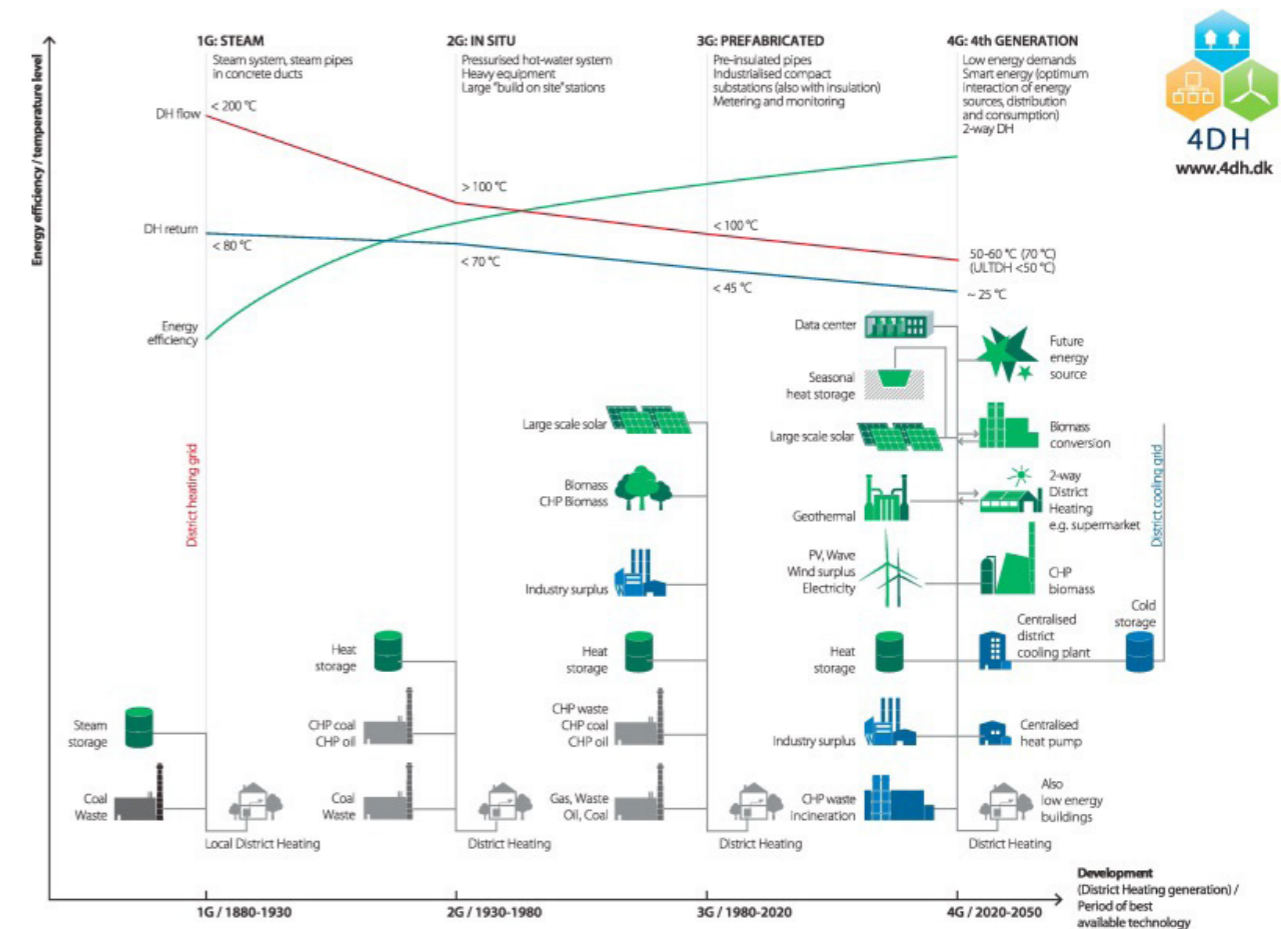 1G: STEAM
Steam system, steam pipes
in concrete ducts
2G: IN SITU
Pressurised hot-water system
Heavy equipment
Large "build on site" stations
3G: PREFABRICATED
Pre-insulated pipes
Industrialised compact
substations (also with insulation)
Metering and monitoring
4G: 4th GENERATION
Low energy demands
Smart energy (optimum
interaction of energy
sources, distribution
and consumption)
2-way DH
4DH
www.4dh.dk
Energy efficiency / temperature level
DH flow
< 200 °C
> 100 °C
< 100 °C
50-60 °C (70 °C)
(ULTDH <50 °C)
DH return
< 80 °C
< 70 °C
< 45 °C
~ 25 °C
Energy
efficiency
District heating grid
Steam
storage
Coal
Waste
Local District Heating
Heat
storage
CHP coal
CHP oil
Coal
Waste
District Heating
Large scale solar
Biomass
CHP Biomass
Industry surplus
Heat
storage
CHP waste
CHP coal
CHP oil
Gas, Waste
Oil, Coal
District Heating
Data center
Seasonal
heat storage
Large scale solar
Geothermal
PV, Wave
Wind surplus
Electricity
Heat
storage
Industry surplus
CHP waste
incineration
Future
energy
source
Biomass
conversion
2-way
District
Heating
e.g. supermarket
CHP
biomass
Centralised
district
cooling plant
Cold
storage
District cooling grid
Centralised
heat pump
Also
low energy
buildings
District Heating
1G / 1880-1930
2G / 1930-1980
3G / 1980-2020
4G / 2020-2050
Development
(District Heating generation) /
Period of best
available technology